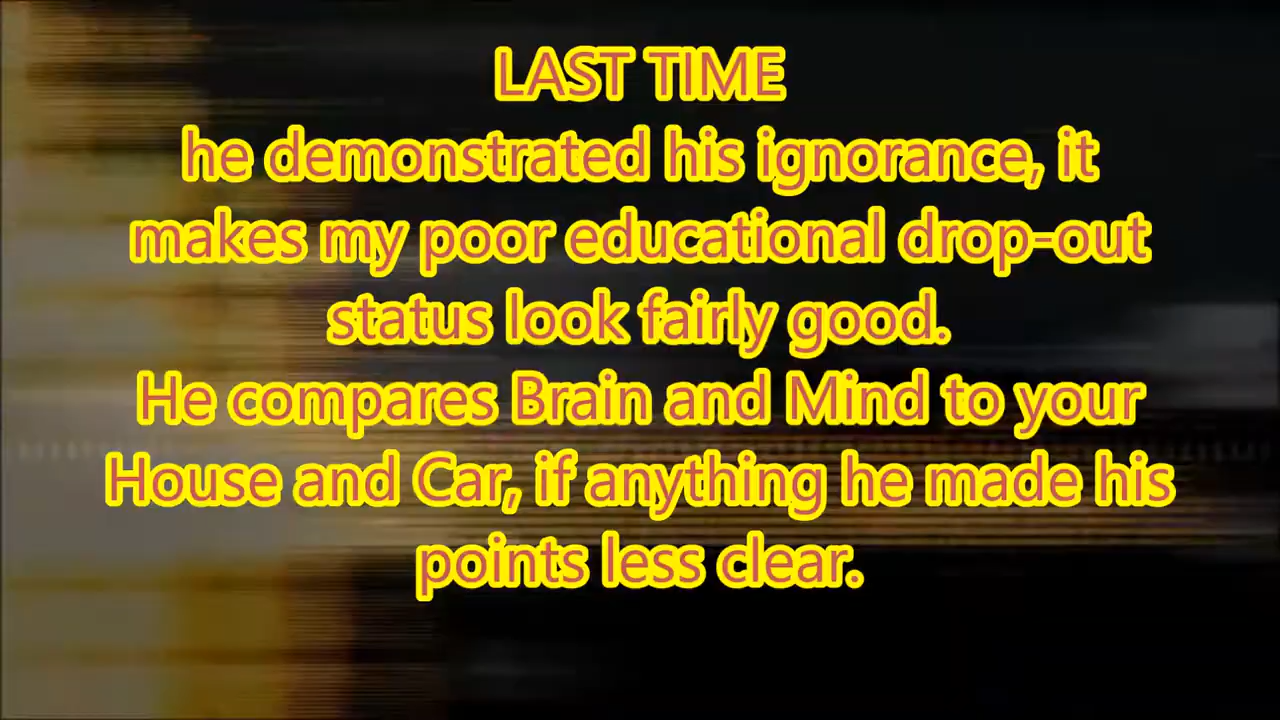 LAST TIME
he demonstrated his ignorance, it
makes my poor educational drop-out
status look fairly good.
He compares Brain and Mind to your
House and Car, if anything he made his
points less clear.